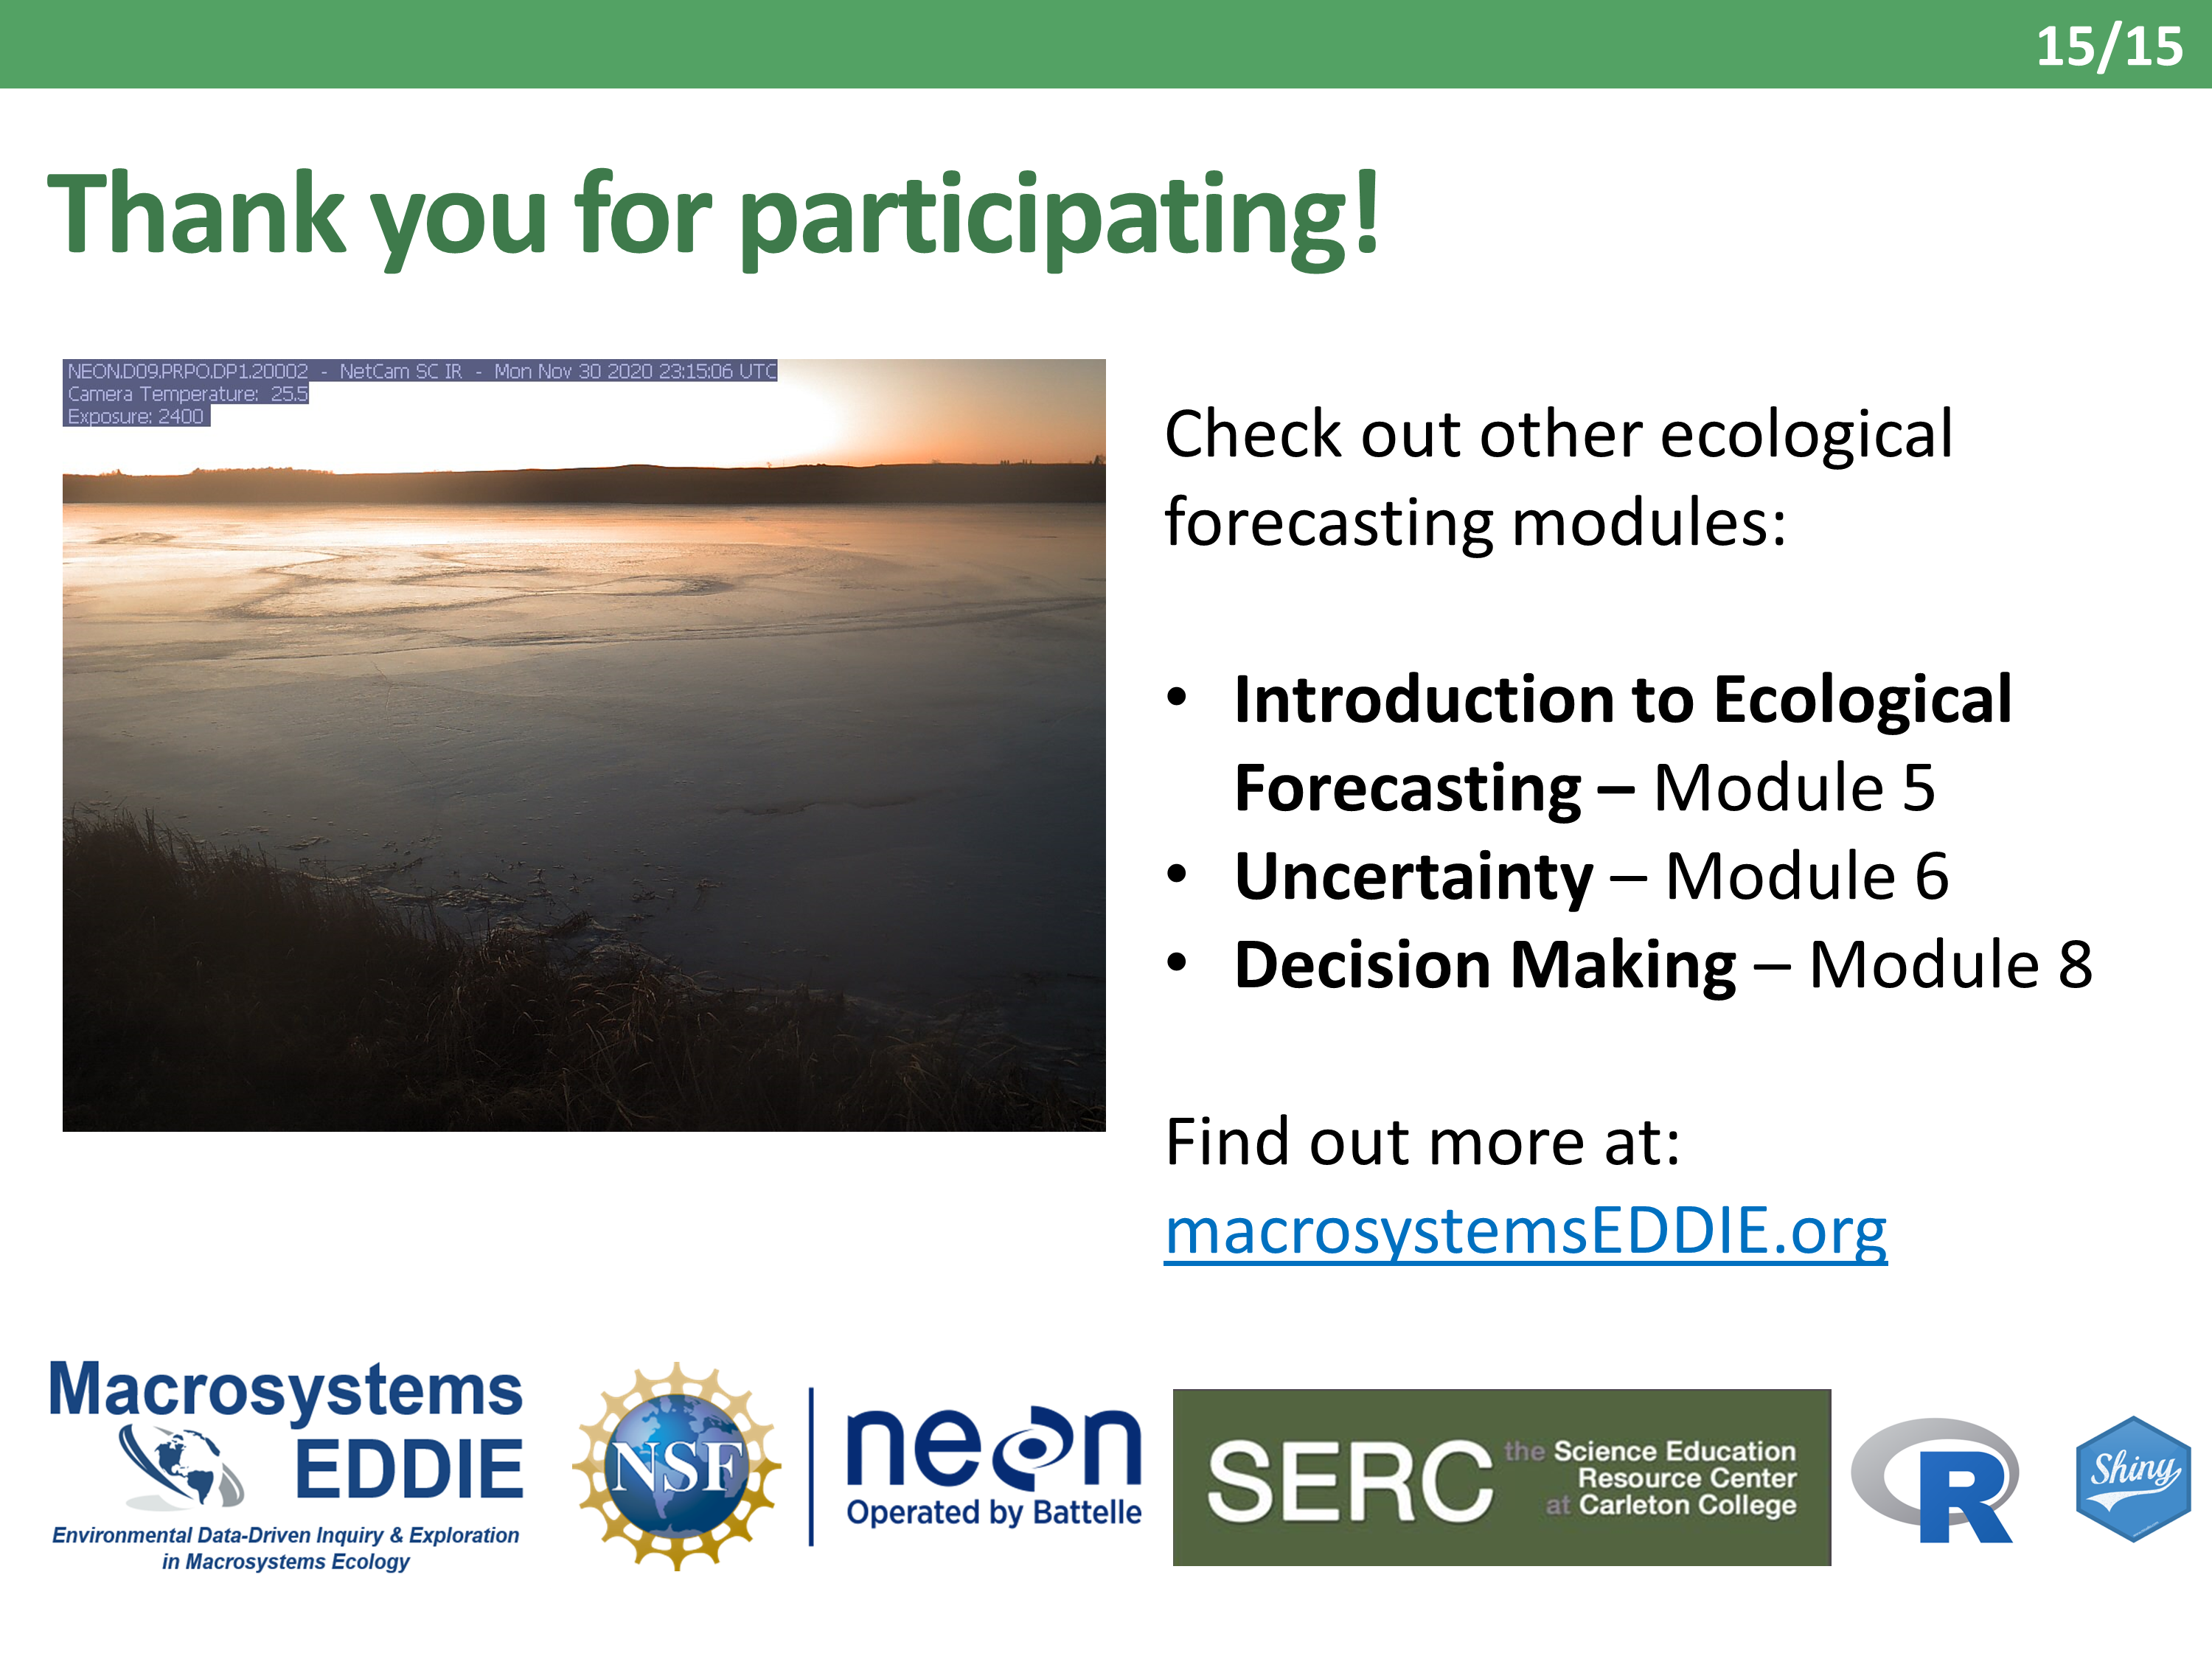 15/15
Thank you for participating!
NEON.D09.PRPO.DP1.20002 - NetCam SC IR - Mon Nov 30 2020 23:15:06 UTC
Camera Temperature: 25.5
Exposure: 2400
Check out other ecological
forecasting modules:
• Introduction to Ecological
Forecasting – Module 5
• Uncertainty – Module 6
• Decision Making – Module 8
Find out more at:
macrosystemsEDDIE.org
Macrosystems
EDDIE
Environmental Data-Driven Inquiry & Exploration
in Macrosystems Ecology
NSF
neon
Operated by Battelle
SERC
the Science Education
Resource Center
at Carleton College
R
Shiny